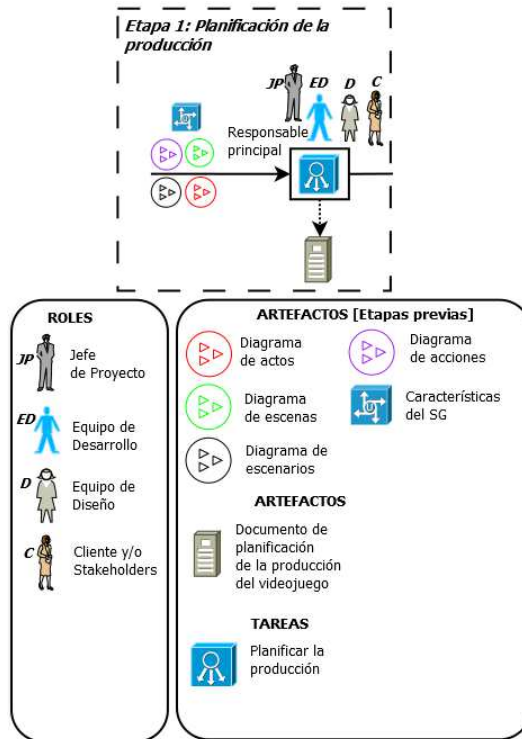 Etapa 1: Planificación de la
producción
JP
ED
D
C
Responsable
principal
ROLES
JP
Jefe
de Proyecto
ED
Equipo de
Desarrollo
D
Equipo de
Diseño
C
Cliente y/o
Stakeholders
ARTEFACTOS [Etapas previas]
Diagrama
de actos
Diagrama
de acciones
Diagrama
de escenas
Características
del SG
Diagrama de
escenarios
ARTEFACTOS
Documento de
planificación
de la producción
del videojuego
TAREAS
Planificar la
producción